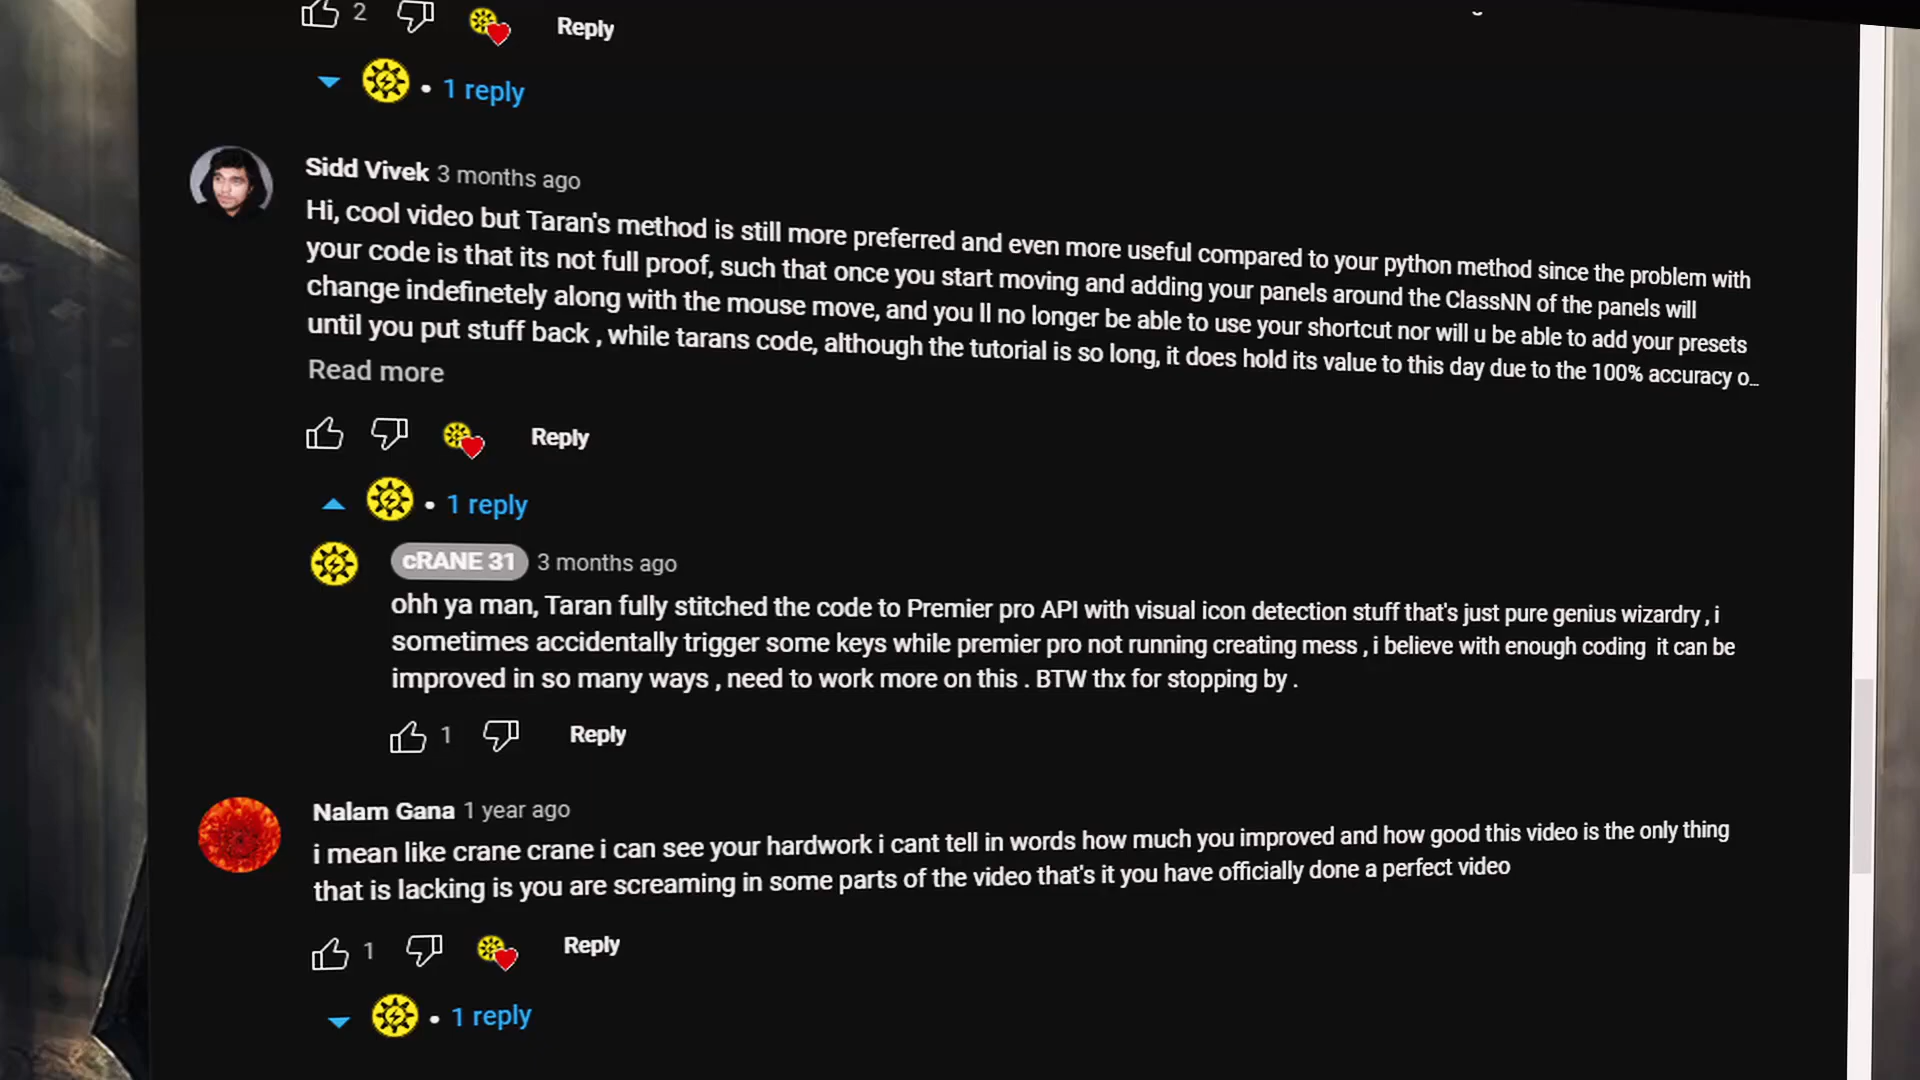 2
Reply
• 1 reply
Sidd Vivek 3 months ago
Hi, cool video but Taran's method is still more preferred and even more useful compared to your python method since the problem with
your code is that its not full proof, such that once you start moving and adding your panels around the ClassNN of the panels will
change indefinetely along with the mouse move, and you ll no longer be able to use your shortcut nor will u be able to add your presets
until you put stuff back , while tarans code, although the tutorial is so long, it does hold its value to this day due to the 100% accuracy o...
Read more
Reply
• 1 reply
cRANE 31 3 months ago
ohh ya man, Taran fully stitched the code to Premier pro API with visual icon detection stuff that's just pure genius wizardry , i
sometimes accidentally trigger some keys while premier pro not running creating mess , i believe with enough coding it can be
improved in so many ways , need to work more on this . BTW thx for stopping by .
1
Reply
Nalam Gana 1 year ago
i mean like crane crane i can see your hardwork i cant tell in words how much you improved and how good this video is the only thing
that is lacking is you are screaming in some parts of the video that's it you have officially done a perfect video
1
Reply
• 1 reply